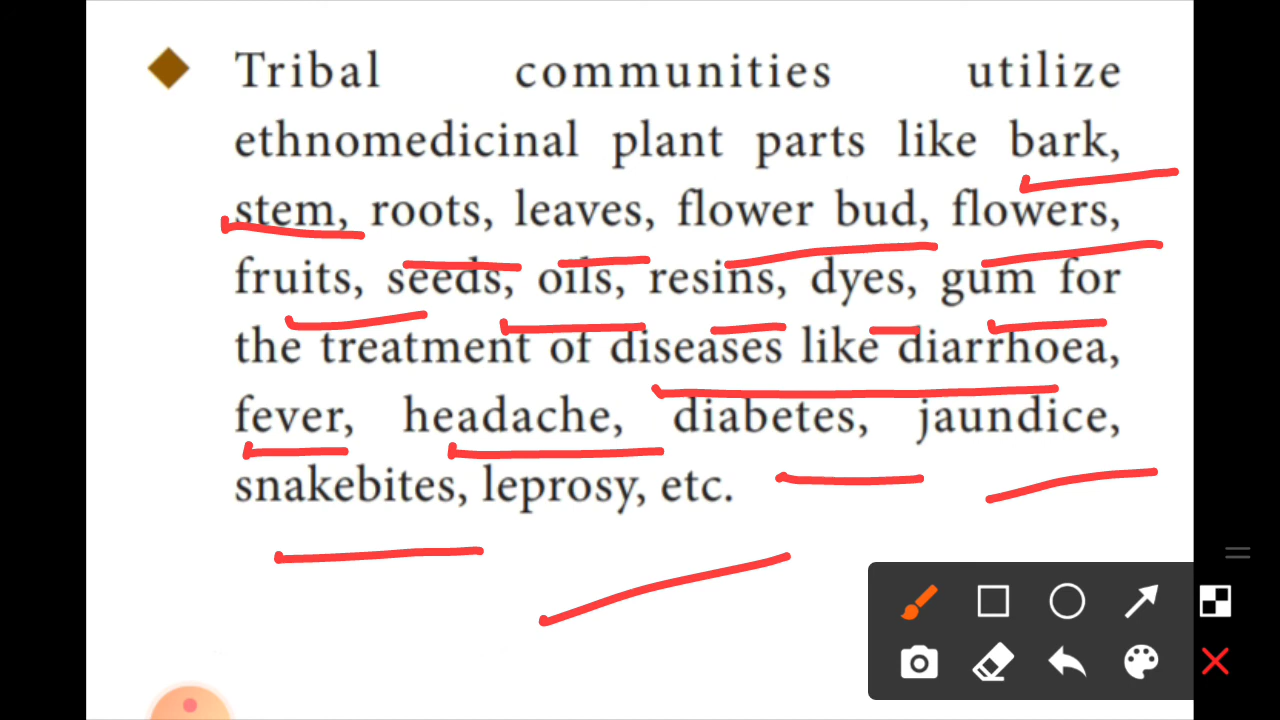 Tribal communities utilize
ethnomedicinal plant parts like bark,
stem, roots, leaves, flower bud, flowers,
fruits, seeds, oils, resins, dyes, gum for
the treatment of diseases like diarrhoea,
fever, headache, diabetes, jaundice,
snakebites, leprosy, etc.